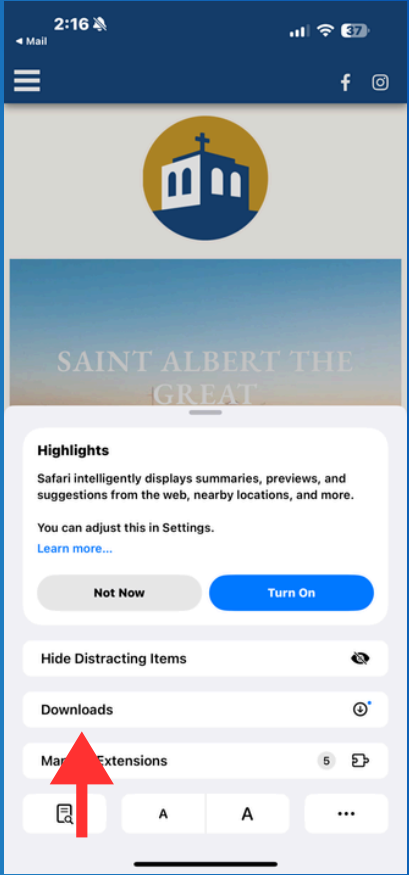 2:16
◀ Mail
37
f
SAINT ALBERT THE
GREAT
Highlights
Safari intelligently displays summaries, previews, and
suggestions from the web, nearby locations, and more.
You can adjust this in Settings.
Learn more...
Not Now
Turn On
Hide Distracting Items
Downloads
Extensions
5
A
A